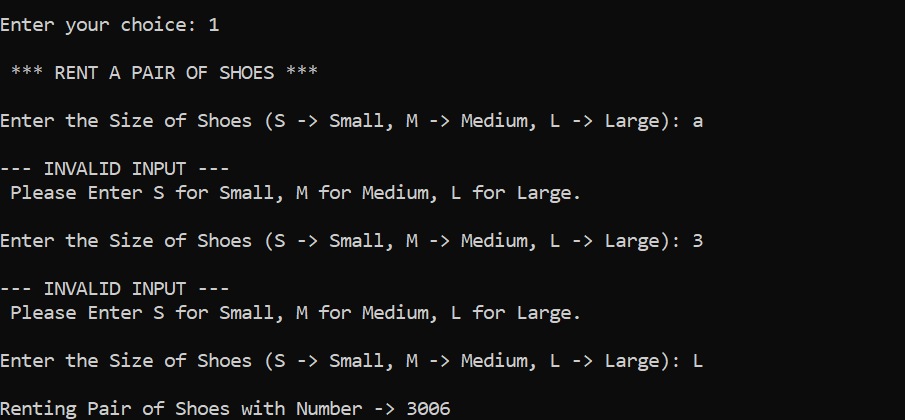 Enter your choice: 1
*** RENT A PAIR OF SHOES ***
Enter the Size of Shoes (S -> Small, M -> Medium, L -> Large): a
--- INVALID INPUT ---
Please Enter S for Small, M for Medium, L for Large.
Enter the Size of Shoes (S -> Small, M -> Medium, L -> Large): 3
--- INVALID INPUT ---
Please Enter S for Small, M for Medium, L for Large.
Enter the Size of Shoes (S -> Small, M -> Medium, L -> Large): L
Renting Pair of Shoes with Number -> 3006